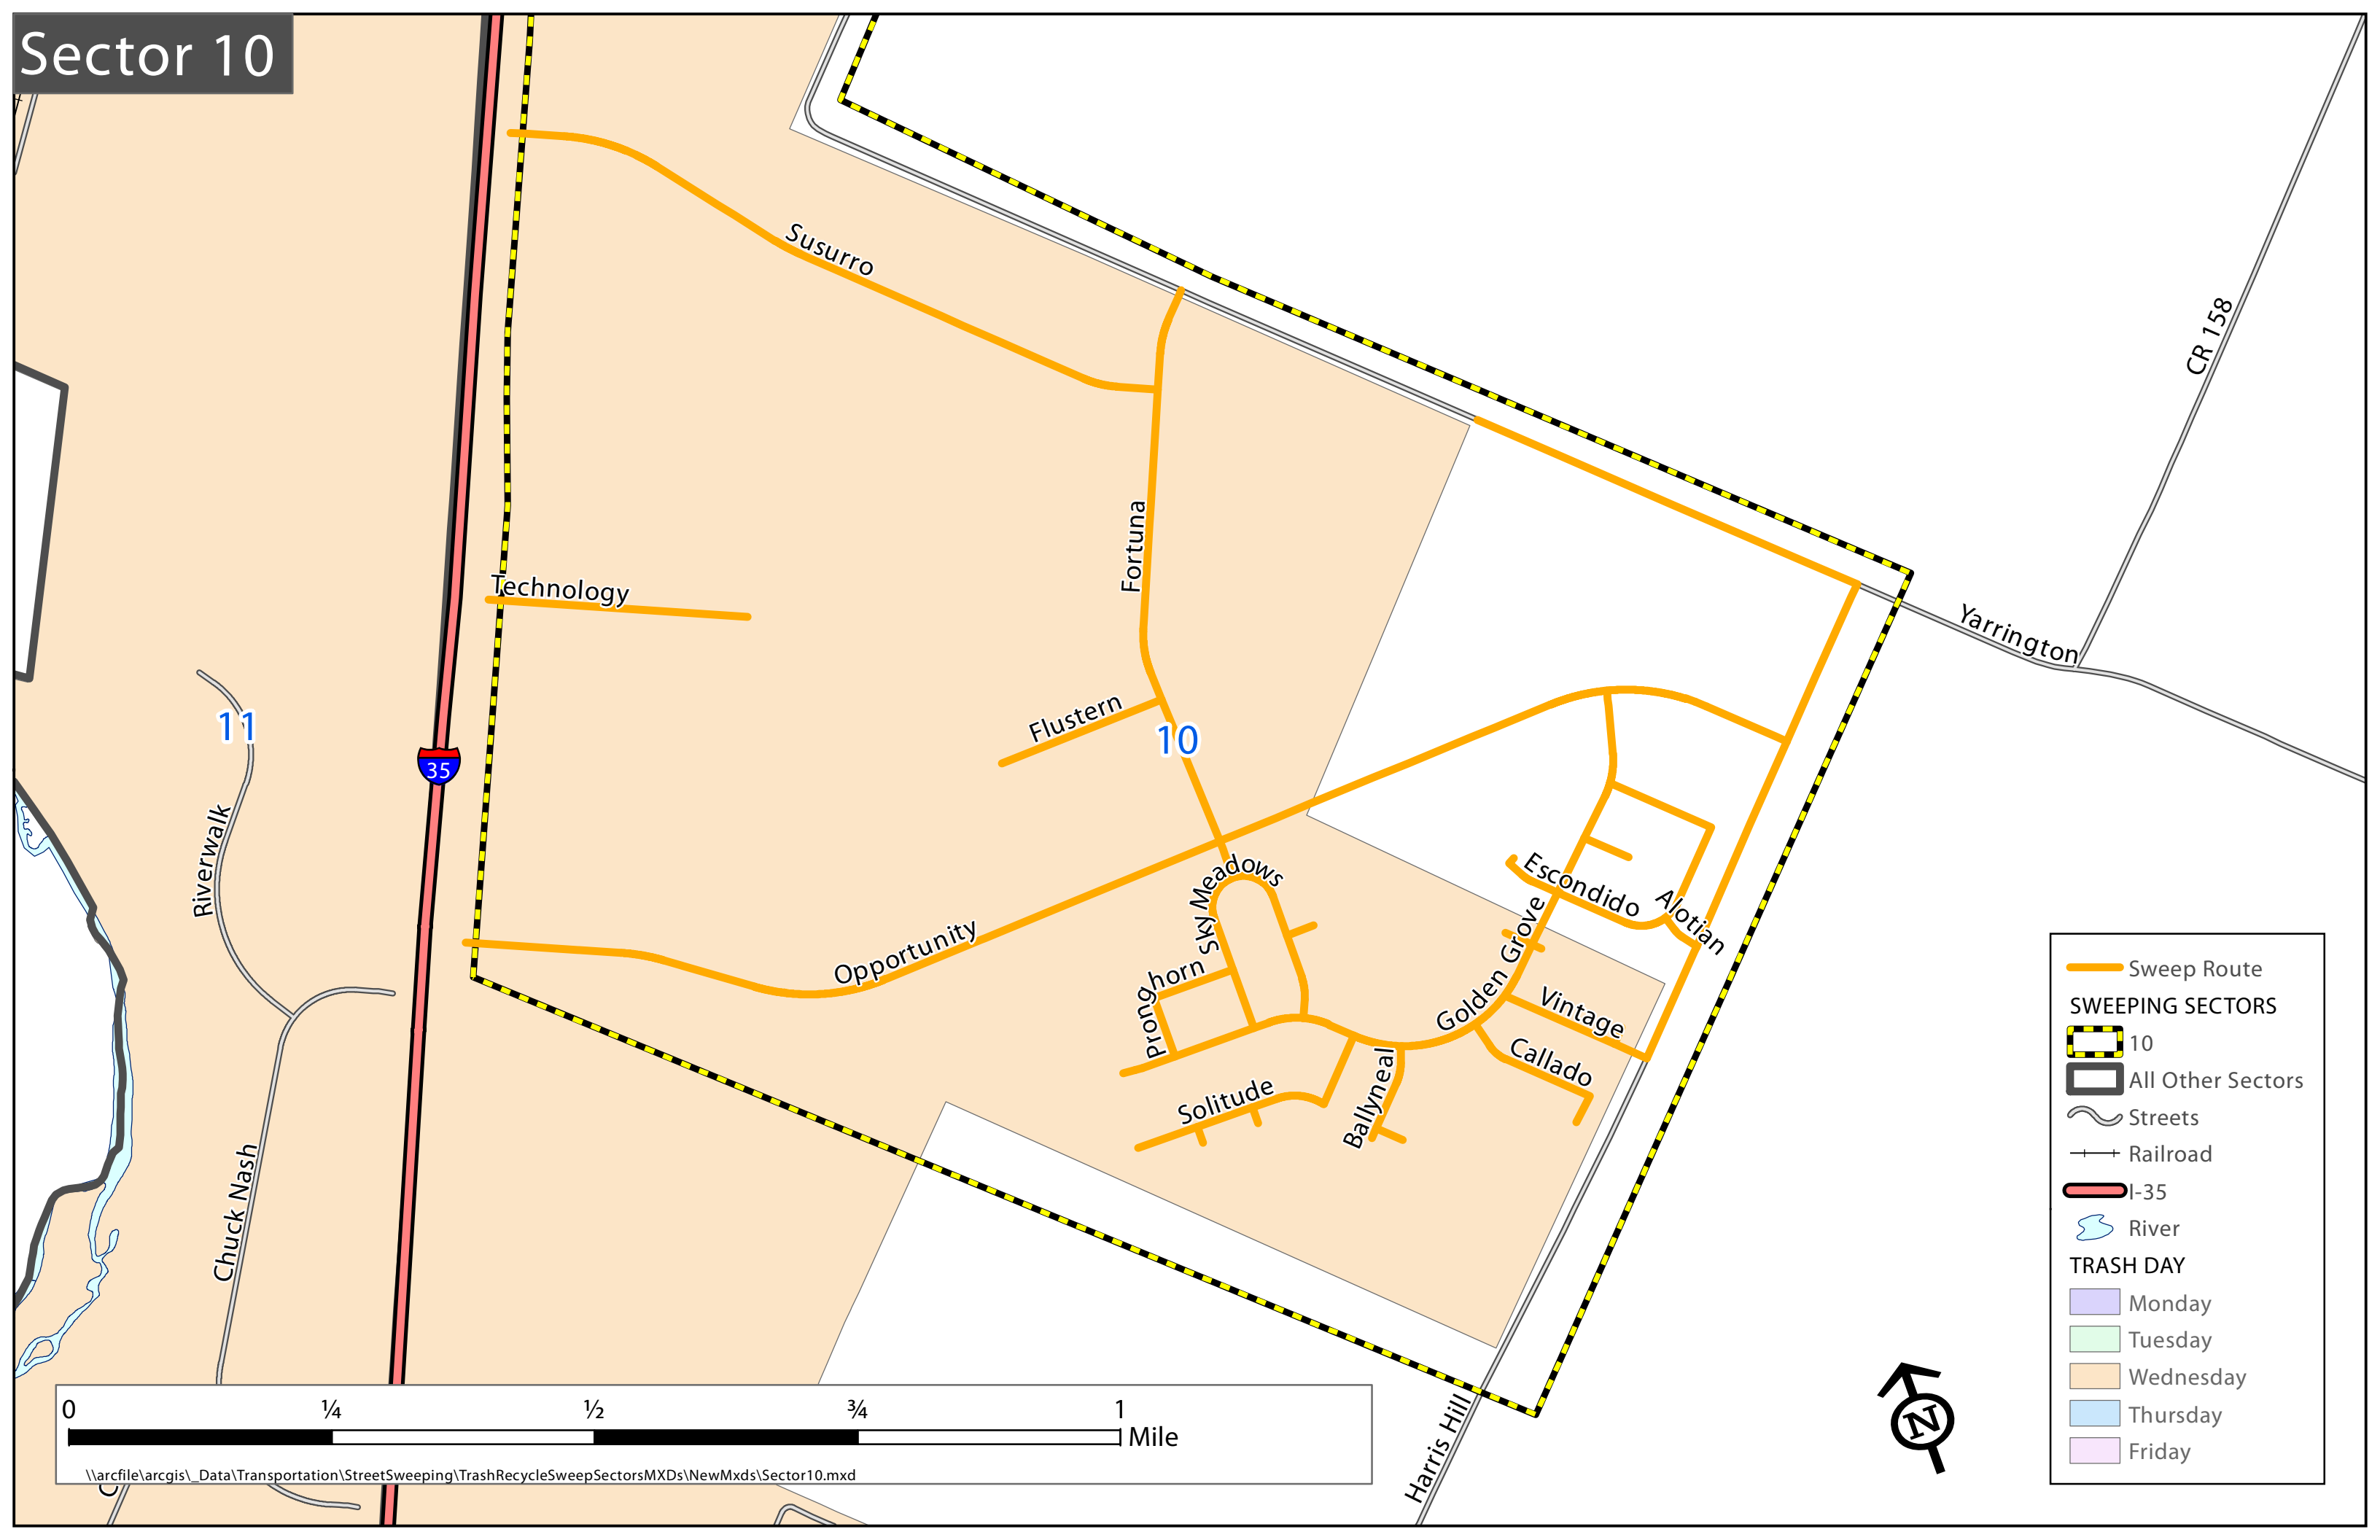 Sector 10
Susurro
CR 158
Fortuna
Technology
Yarrington
Flustern
10
11
35
Riverwalk
Sky Meadows
Escondido
Alotian
Opportunity
Golden Grove
Pronghorn
Vintage
Callado
Solitude
Ballyneal
Chuck Nash
Harris Hill
Sweep Route
SWEEPING SECTORS
10
All Other Sectors
Streets
Railroad
I-35
River
TRASH DAY
Monday
Tuesday
Wednesday
Thursday
Friday
N
0 ¼ ½ ¾ 1
Mile
\\arcfile\arcgis\_Data\Transportation\StreetSweeping\TrashRecycleSweepSectorsMXDs\NewMxds\Sector10.mxd